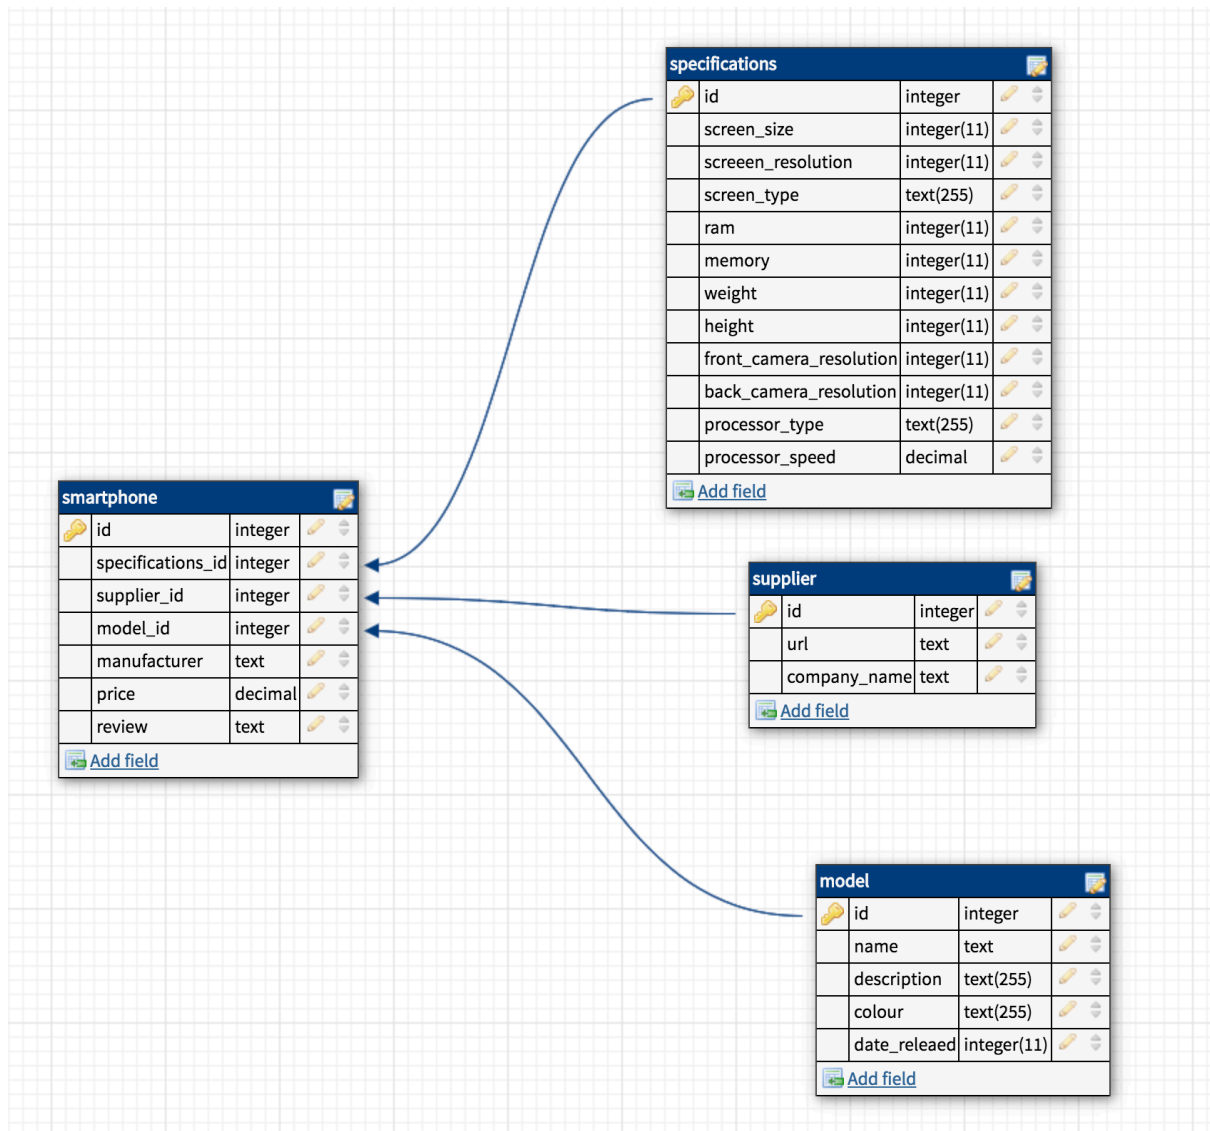 specifications
id integer
screen_size integer(11)
screeen_resolution integer(11)
screen_type text(255)
ram integer(11)
memory integer(11)
weight integer(11)
height integer(11)
front_camera_resolution integer(11)
back_camera_resolution integer(11)
processor_type text(255)
processor_speed decimal
Add field
smartphone
id integer
specifications_id integer
supplier_id integer
model_id integer
manufacturer text
price decimal
review text
Add field
supplier
id integer
url text
company_name text
Add field
model
id integer
name text
description text(255)
colour text(255)
date_releaed integer(11)
Add field